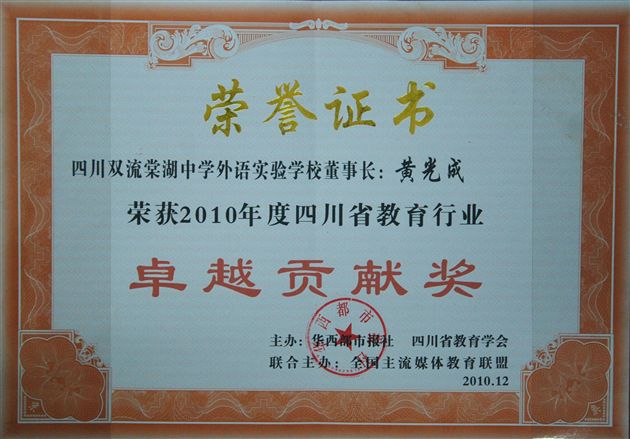 荣誉证书
四川双流棠湖中学外语实验学校董事长：黄光成
荣获2010年度四川省教育行业
卓越贡献奖
主办：华西都市报社　四川省教育学会
联合主办：全国主流媒体教育联盟
2010.12